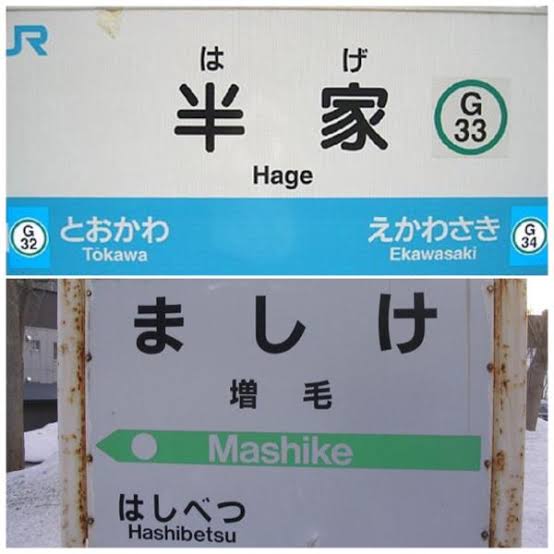 JR
は げ
半 家
G
33
Hage
G
32
とおかわ
Tōkawa
えかわさき
Ekawasaki
G
34
ましけ
増毛
Mashike
はしべつ
Hashibetsu